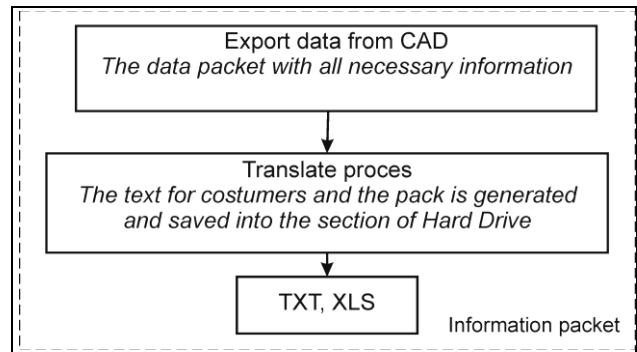 Export data from CAD
The data packet with all necessary information
Translate proces
The text for costumers and the pack is generated
and saved into the section of Hard Drive
TXT, XLS
Information packet